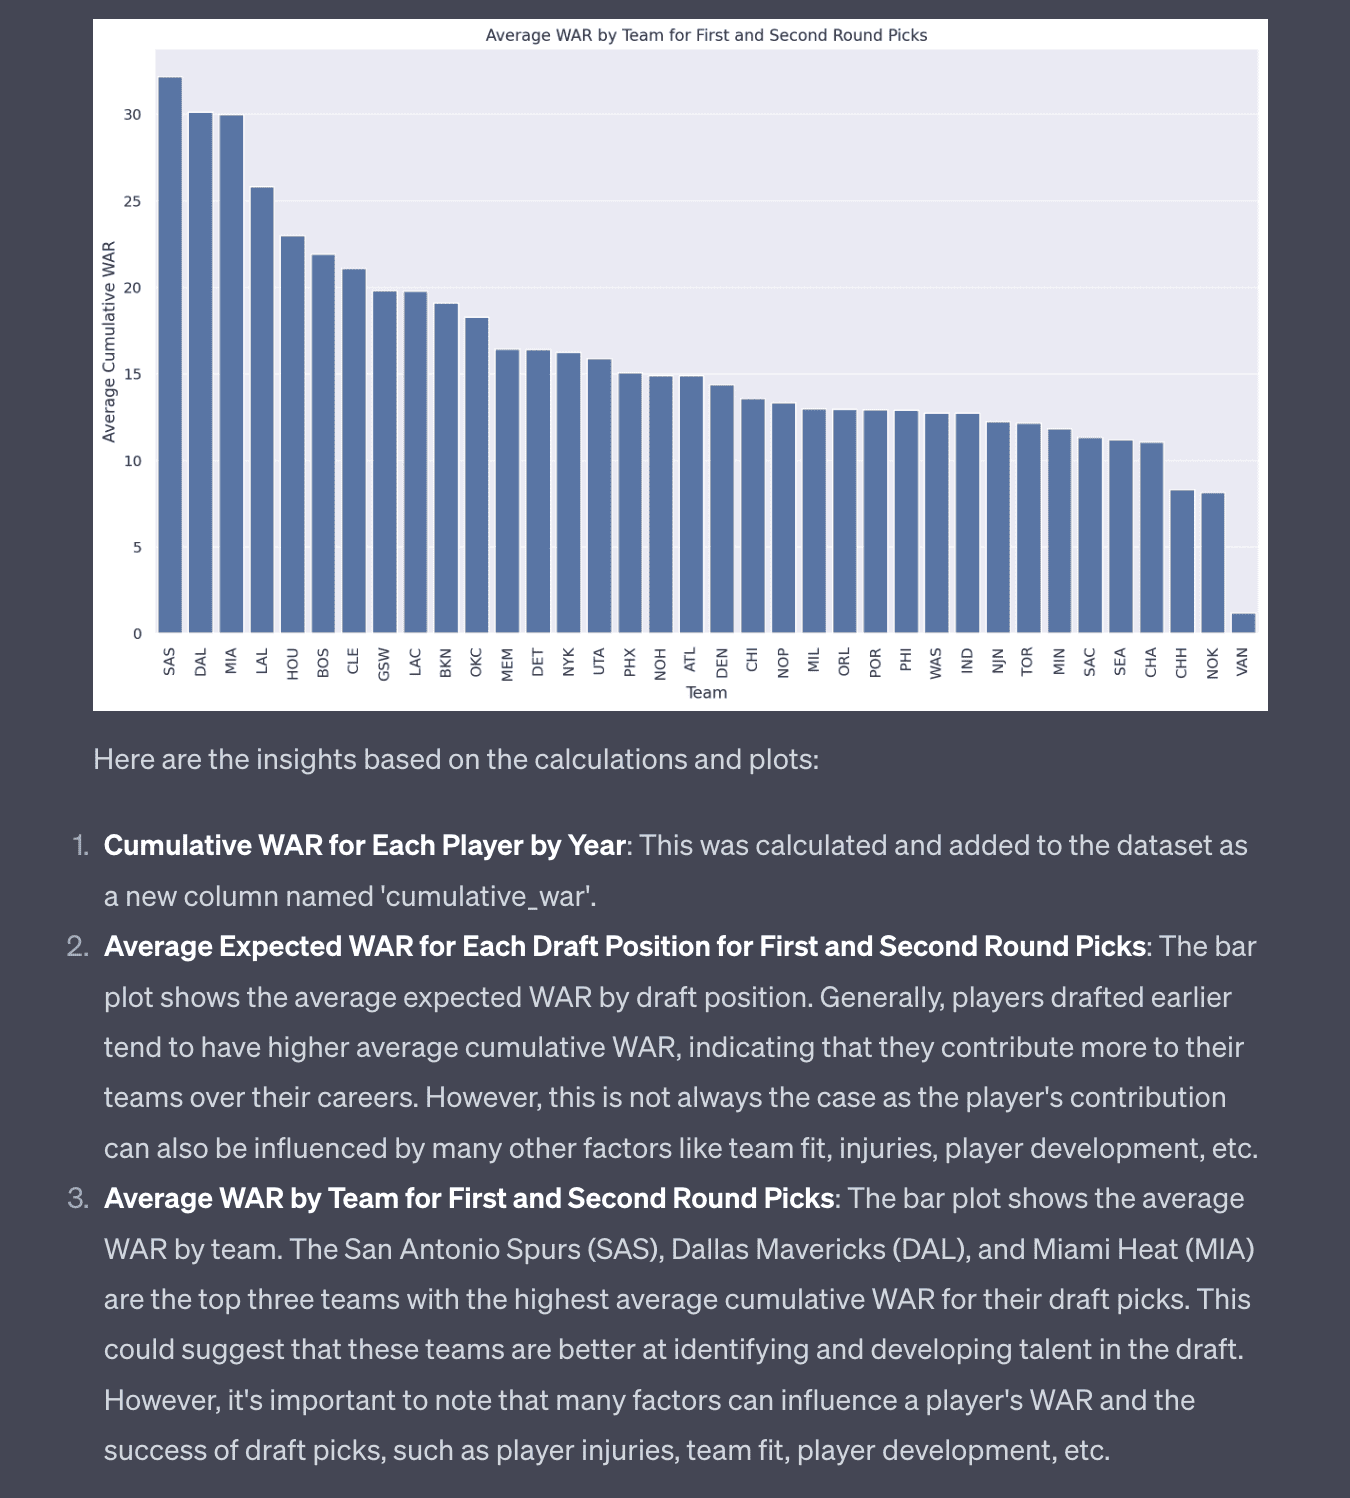 Average WAR by Team for First and Second Round Picks
Average Cumulative WAR
30
25
20
15
10
5
0
SAS DAL MIA LAL HOU BOS CLE GSW LAC BKN OKC MEM DET NYK UTA PHX NOH ATL DEN CHI NOP MIL ORL POR PHI WAS IND NJN TOR MIN SAC SEA CHA CHH NOK VAN
Team
Here are the insights based on the calculations and plots:
1. Cumulative WAR for Each Player by Year: This was calculated and added to the dataset as
a new column named 'cumulative_war'.
2. Average Expected WAR for Each Draft Position for First and Second Round Picks: The bar
plot shows the average expected WAR by draft position. Generally, players drafted earlier
tend to have higher average cumulative WAR, indicating that they contribute more to their
teams over their careers. However, this is not always the case as the player's contribution
can also be influenced by many other factors like team fit, injuries, player development, etc.
3. Average WAR by Team for First and Second Round Picks: The bar plot shows the average
WAR by team. The San Antonio Spurs (SAS), Dallas Mavericks (DAL), and Miami Heat (MIA)
are the top three teams with the highest average cumulative WAR for their draft picks. This
could suggest that these teams are better at identifying and developing talent in the draft.
However, it's important to note that many factors can influence a player's WAR and the
success of draft picks, such as player injuries, team fit, player development, etc.